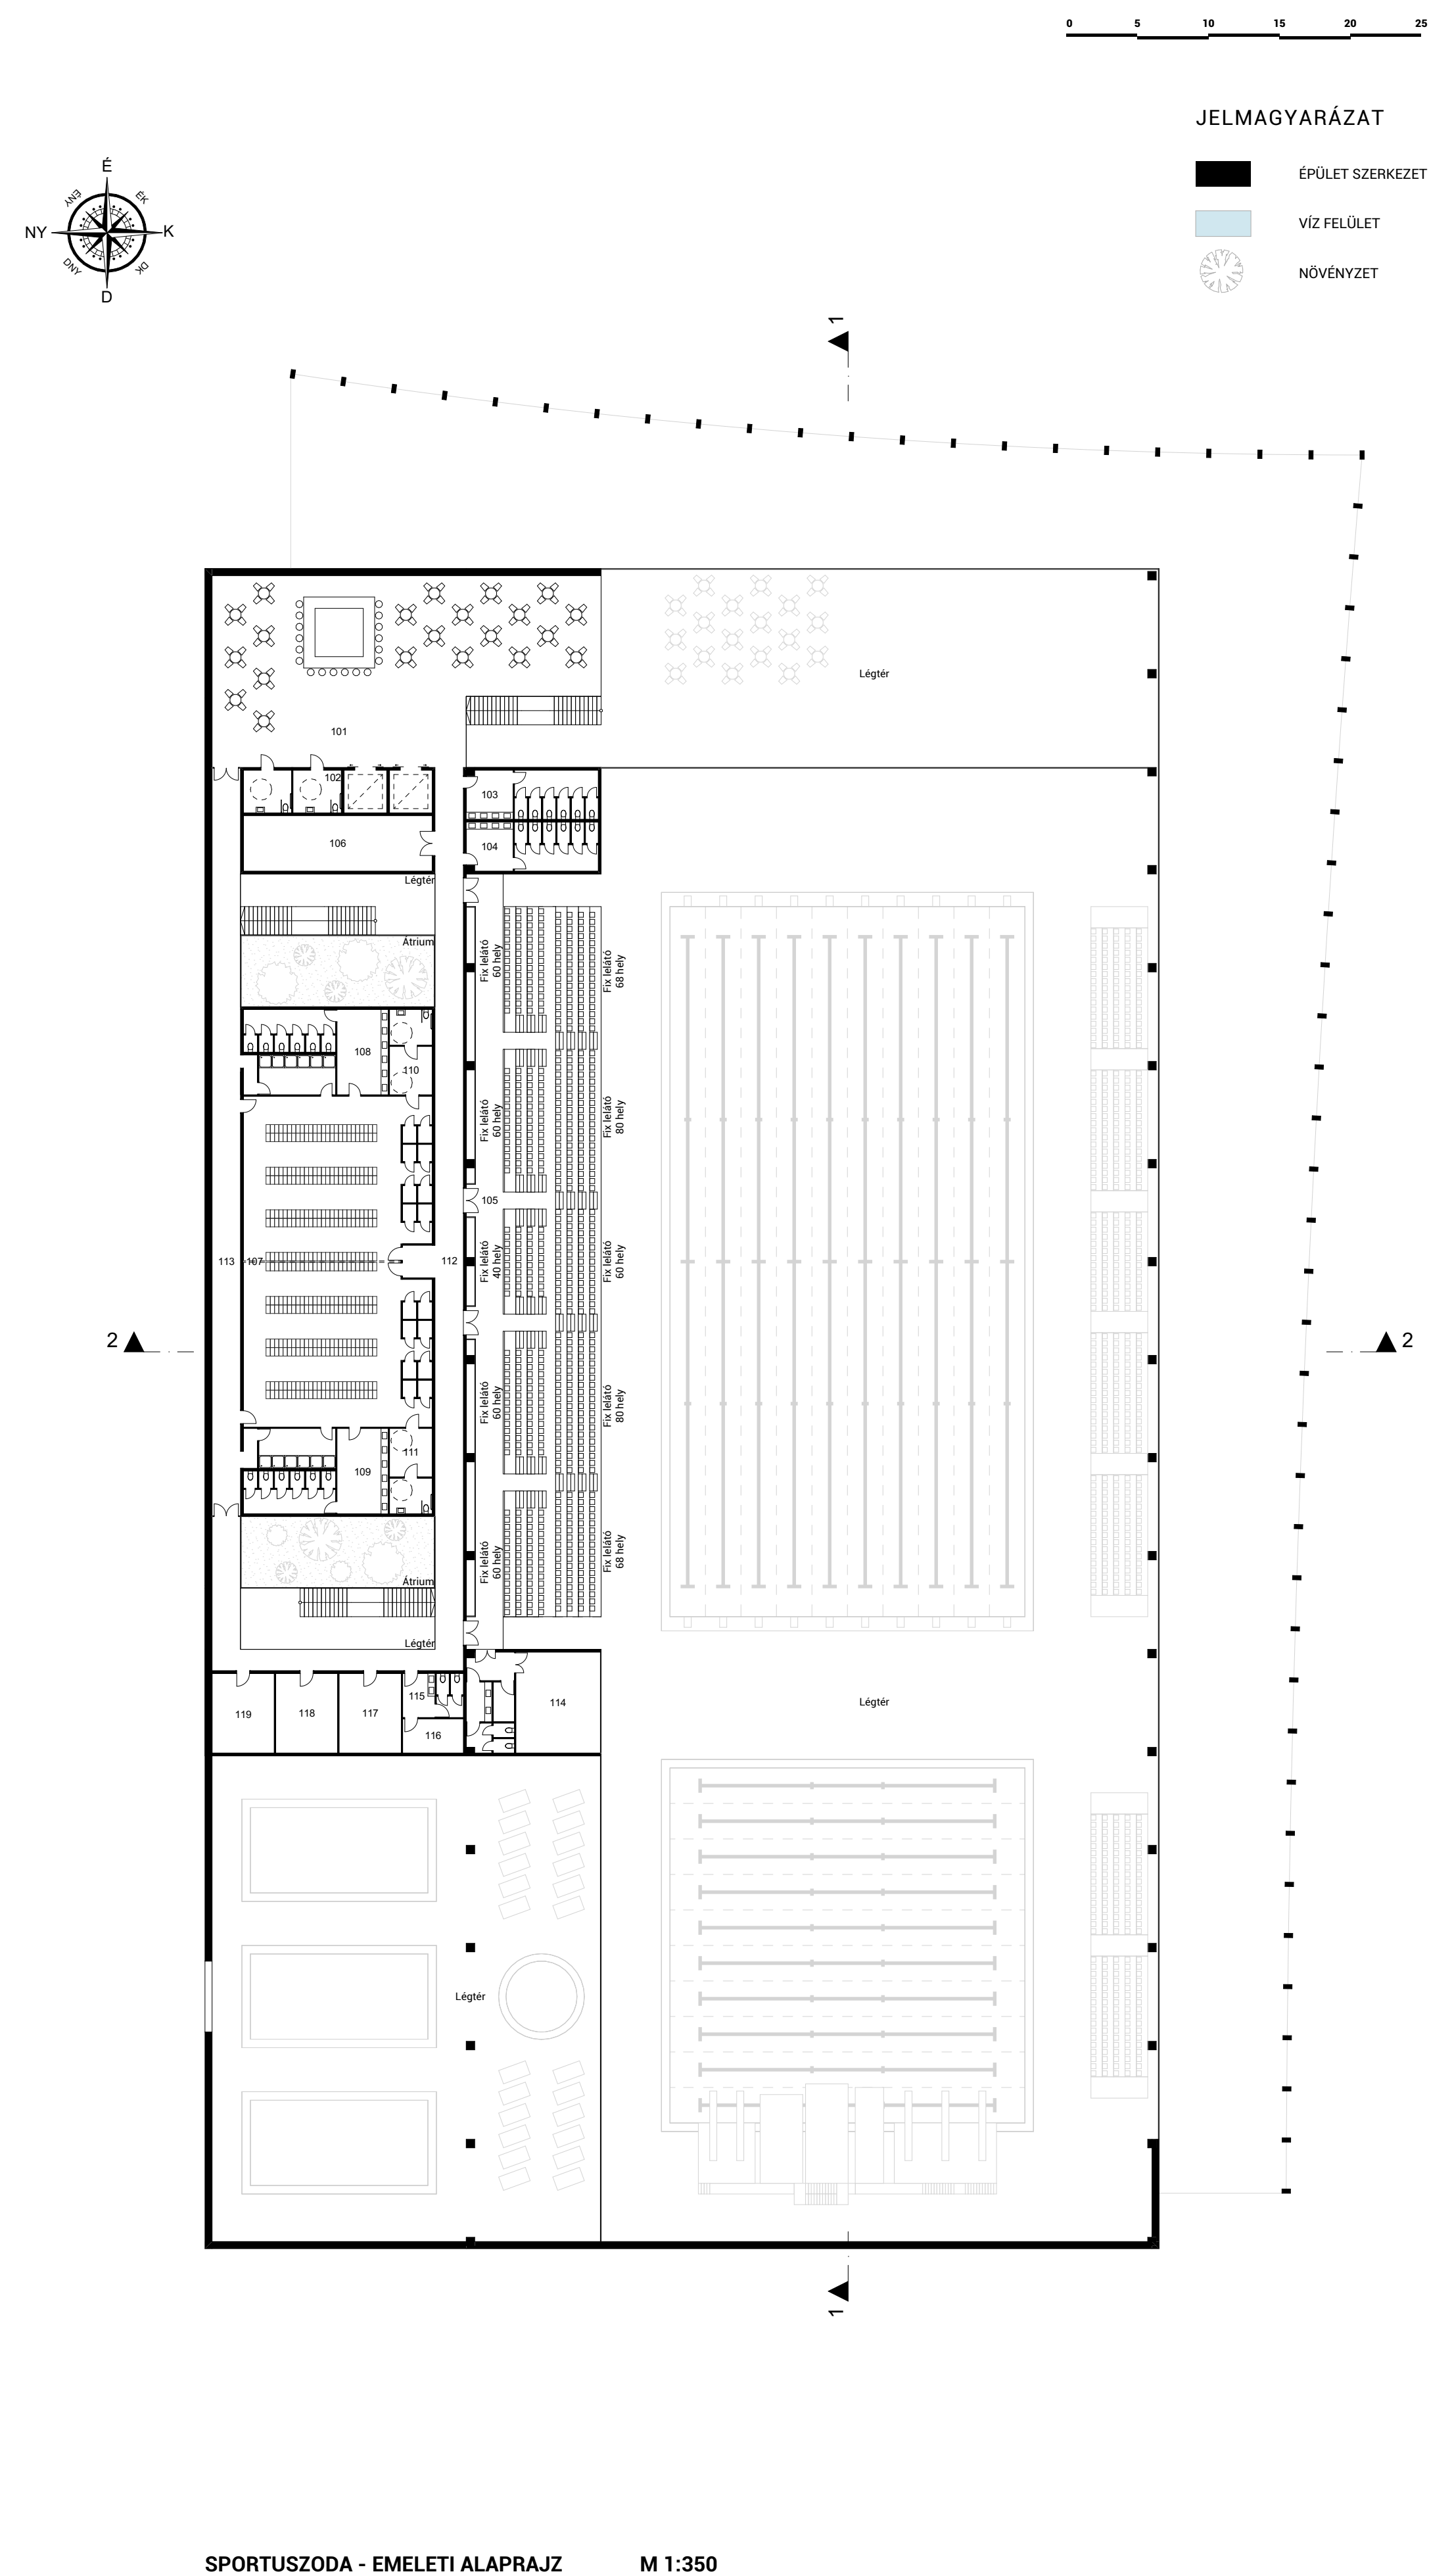 0 5 10 15 20 25
JELMAGYARÁZAT
ÉPÜLET SZERKEZET
VÍZ FELÜLET
NÖVÉNYZET
É
ÉNY
ÉK
NY
K
DNY
DK
D
1
Légtér
101
102
103
104
106
Légtér
Átrium
Fix lelátó
60 hely
Fix lelátó
68 hely
108
110
Fix lelátó
60 hely
Fix lelátó
80 hely
105
113
107
112
Fix lelátó
40 hely
Fix lelátó
60 hely
2
2
Fix lelátó
60 hely
Fix lelátó
80 hely
111
109
Fix lelátó
60 hely
Fix lelátó
68 hely
Átrium
Légtér
119
118
117
115
116
114
Légtér
Légtér
1
SPORTUSZODA - EMELETI ALAPRAJZ M 1:350